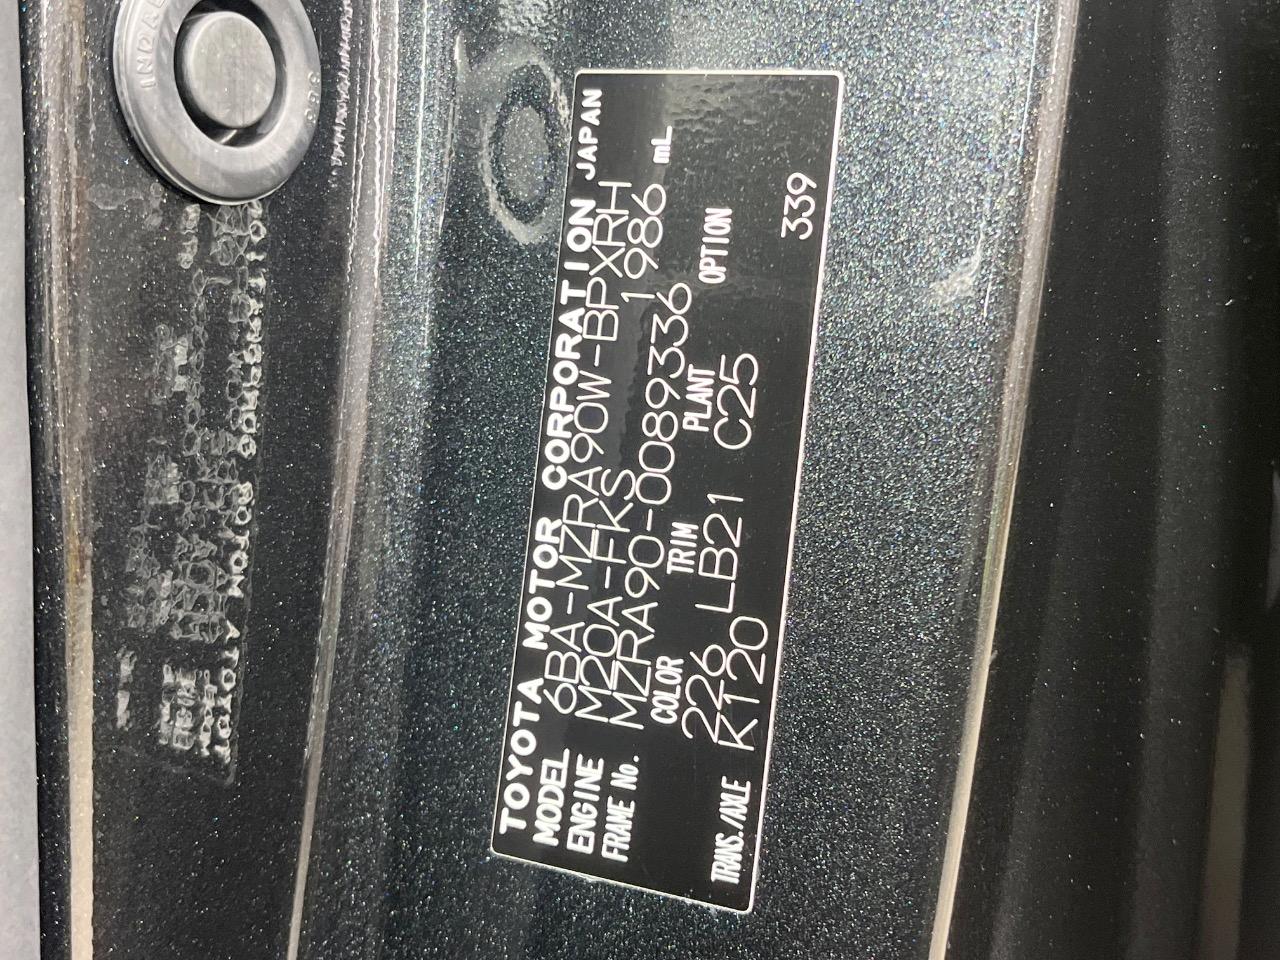 TOYOTA MOTOR CORPORATION JAPAN
MODEL 6BA-MZRA90W-BPXRH
ENGINE M20A-FKS 1986 mL
FRAME No. MZRA90-0089336
COLOR TRIM PLANT OPTION
226 LB21 C25
TRANS./AXLE K120 339